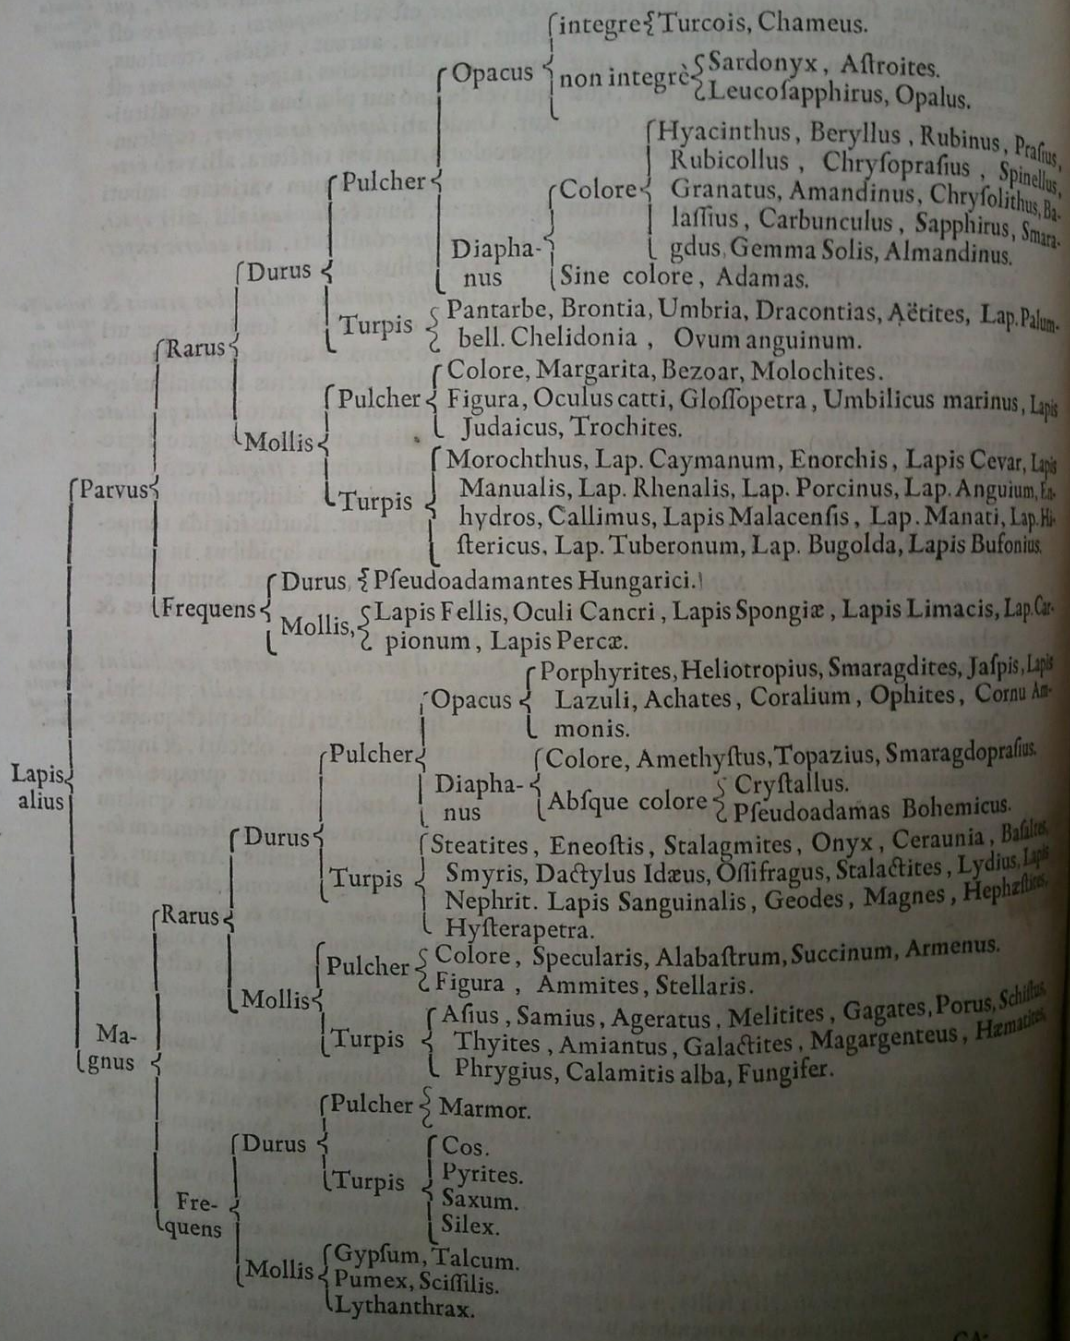 integre Turcois, Chameus.
Opacus
non integrè Sardonyx, Aſtroites.
Leucoſapphirus, Opalus.
Hyacinthus, Beryllus, Rubinus, Praſius,
Rubicollus, Chryſopraſius, Spinellus,
Pulcher
Colore Granatus, Amandinus, Chryſolithus, Ba-
laſſius, Carbunculus, Sapphirus, Smara-
Diapha-
nus
gdus, Gemma Solis, Almandinus.
Durus
Sine colore, Adamas.
Turpis Pantarbe, Brontia, Umbria, Dracontias, Aëtites, Lap. Palum-
bell. Chelidonia, Ovum anguinum.
Rarus
Colore, Margarita, Bezoar, Molochites.
Pulcher Figura, Oculus catti, Gloſſopetra, Umbilicus marinus, Lapis
Judaicus, Trochites.
Mollis
Morochthus, Lap. Caymanum, Enorchis, Lapis Cevar, Lapis
Parvus
Turpis Manualis, Lap. Rhenalis, Lap. Porcinus, Lap. Anguium, En-
hydros, Callimus, Lapis Malacenſis, Lap. Manati, Lap. Hi-
ſtericus, Lap. Tuberonum, Lap. Bugolda, Lapis Bufonius.
Durus, Pſeudoadamantes Hungarici.
Frequens
Mollis, Lapis Fellis, Oculi Cancri, Lapis Spongiæ, Lapis Limacis, Lap. Car-
pionum, Lapis Percæ.
Porphyrites, Heliotropius, Smaragdites, Jaſpis, Lapis
Opacus Lazuli, Achates, Coralium, Ophites, Cornu Am-
monis.
Pulcher
Lapis
alius
Colore, Amethyſtus, Topazius, Smaragdopraſius.
Diapha-
nus
Abſque colore Cryſtallus.
Pſeudoadamas Bohemicus.
Durus
Steatites, Eneoſtis, Stalagmites, Onyx, Ceraunia, Baſaltes,
Turpis Smyris, Dactylus Idæus, Oſſifragus, Stalactites, Lydius, Lapis
Nephrit. Lapis Sanguinalis, Geodes, Magnes, Hephæſtites,
Hyſterapetra.
Rarus
Pulcher Colore, Specularis, Alabaſtrum, Succinum, Armenus.
Figura, Ammites, Stellaris.
Mollis
Aſius, Samius, Ageratus, Melitites, Gagates, Porus, Schiſtus,
Turpis Thyites, Amiantus, Galactites, Magargenteus, Hæmatites,
Phrygius, Calamitis alba, Fungifer.
Ma-
gnus
Pulcher Marmor.
Durus
Cos.
Turpis Pyrites.
Saxum.
Silex.
Fre-
quens
Mollis Gypſum, Talcum.
Pumex, Sciſſilis.
Lythanthrax.